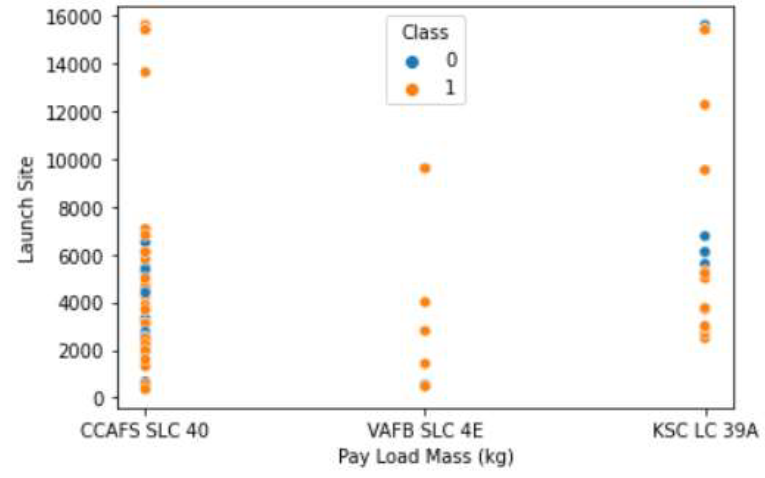 16000
14000
12000
10000
8000
6000
4000
2000
0
Launch Site
Class
0
1
CCAFS SLC 40
VAFB SLC 4E
KSC LC 39A
Pay Load Mass (kg)